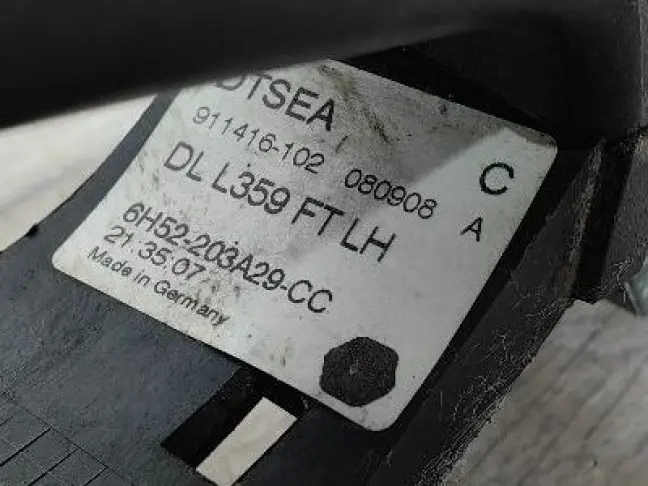 DTSEA
911416-102 080908
C
A
DL L359 FT LH
6H52-203A29-CC
21.35.07
Made in Germany